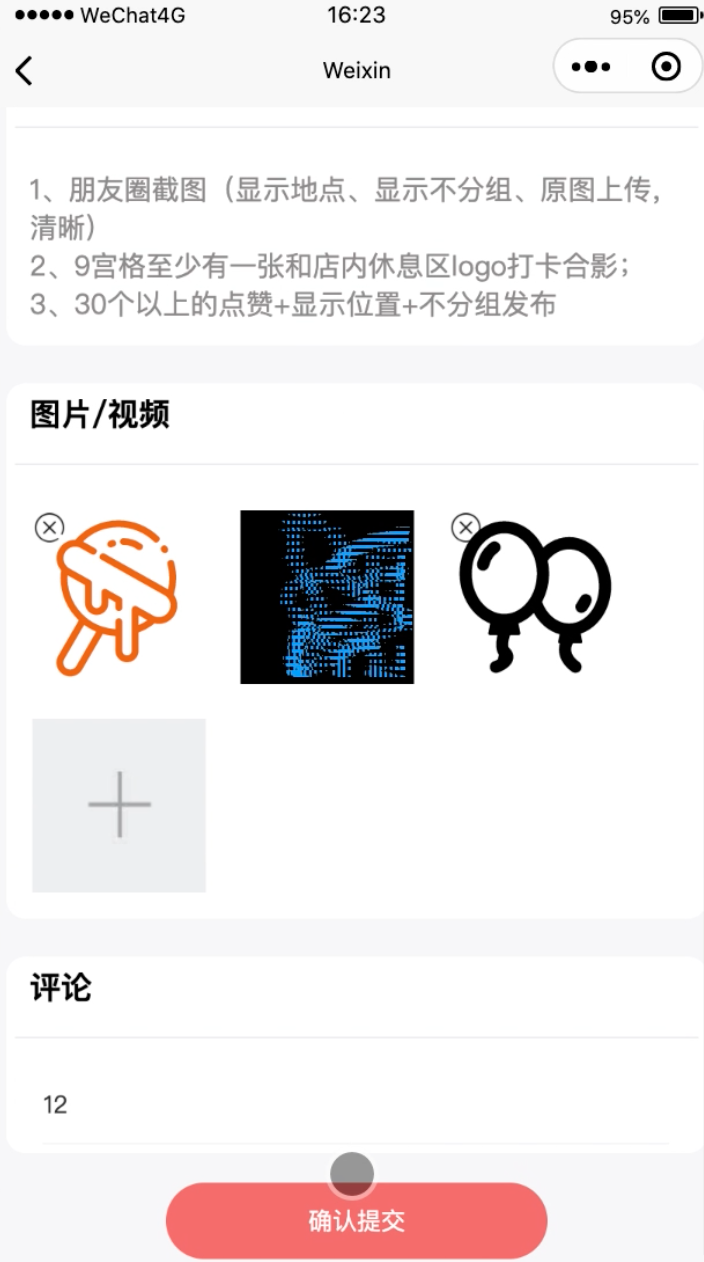 WeChat4G 16:23 95%
Weixin
1、朋友圈截图（显示地点、显示不分组、原图上传,
清晰）
2、9宫格至少有一张和店内休息区logo打卡合影；
3、30个以上的点赞+显示位置+不分组发布
图片/视频
评论
12
确认提交